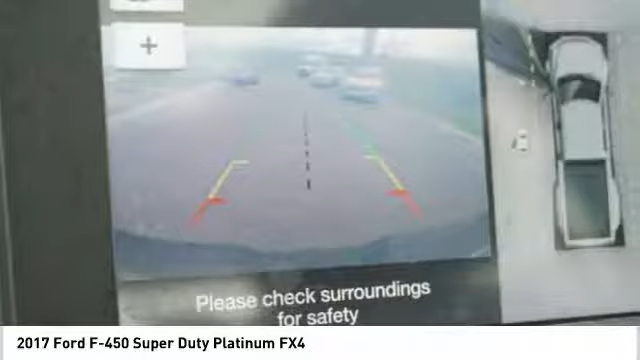 +
Please check surroundings
for safety
2017 Ford F-450 Super Duty Platinum FX4